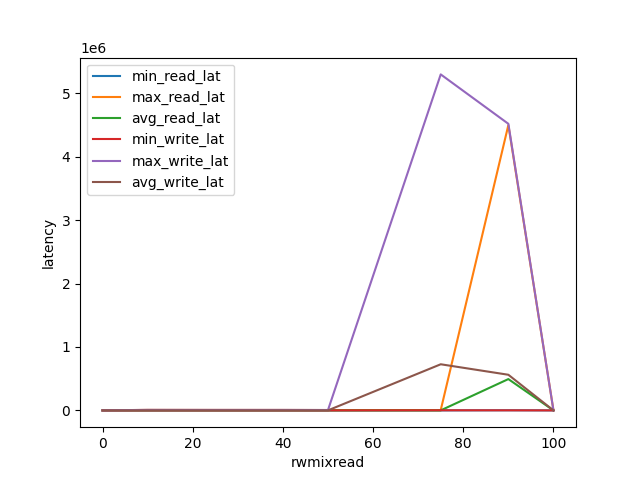 1e6
min_read_lat
max_read_lat
avg_read_lat
min_write_lat
max_write_lat
avg_write_lat
5
4
3
2
1
0
latency
0 20 40 60 80 100
rwmixread